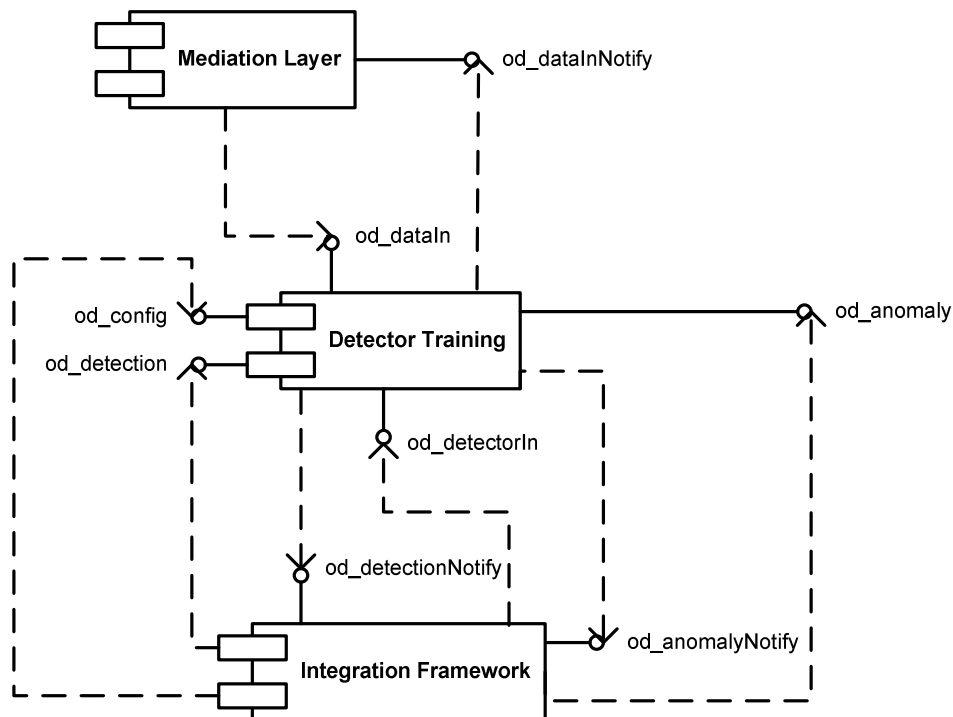 Mediation Layer
od_dataInNotify
od_dataIn
od_config
od_anomaly
Detector Training
od_detection
od_detectorIn
od_detectionNotify
od_anomalyNotify
Integration Framework